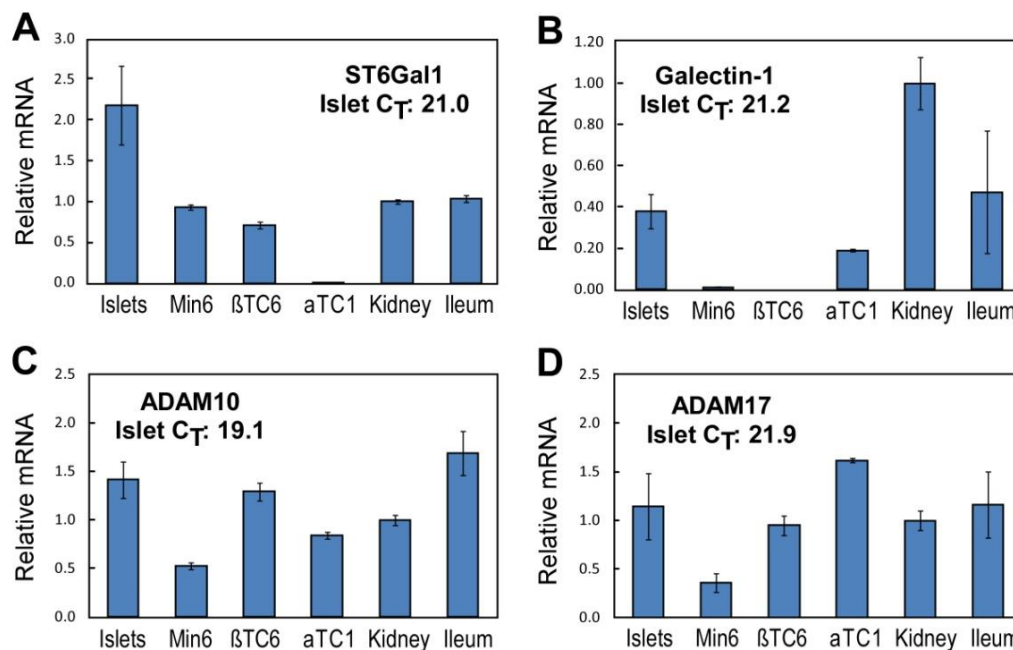 A
Relative mRNA
3.0
2.5
2.0
1.5
1.0
0.5
0.0
ST6Gal1
Islet CT: 21.0
Islets Min6 ßTC6 aTC1 Kidney Ileum
B
Relative mRNA
1.20
1.00
0.80
0.60
0.40
0.20
0.00
Galectin-1
Islet CT: 21.2
Islets Min6 ßTC6 aTC1 Kidney Ileum
C
Relative mRNA
2.5
2.0
1.5
1.0
0.5
0.0
ADAM10
Islet CT: 19.1
Islets Min6 ßTC6 aTC1 Kidney Ileum
D
Relative mRNA
2.5
2.0
1.5
1.0
0.5
0.0
ADAM17
Islet CT: 21.9
Islets Min6 ßTC6 aTC1 Kidney Ileum